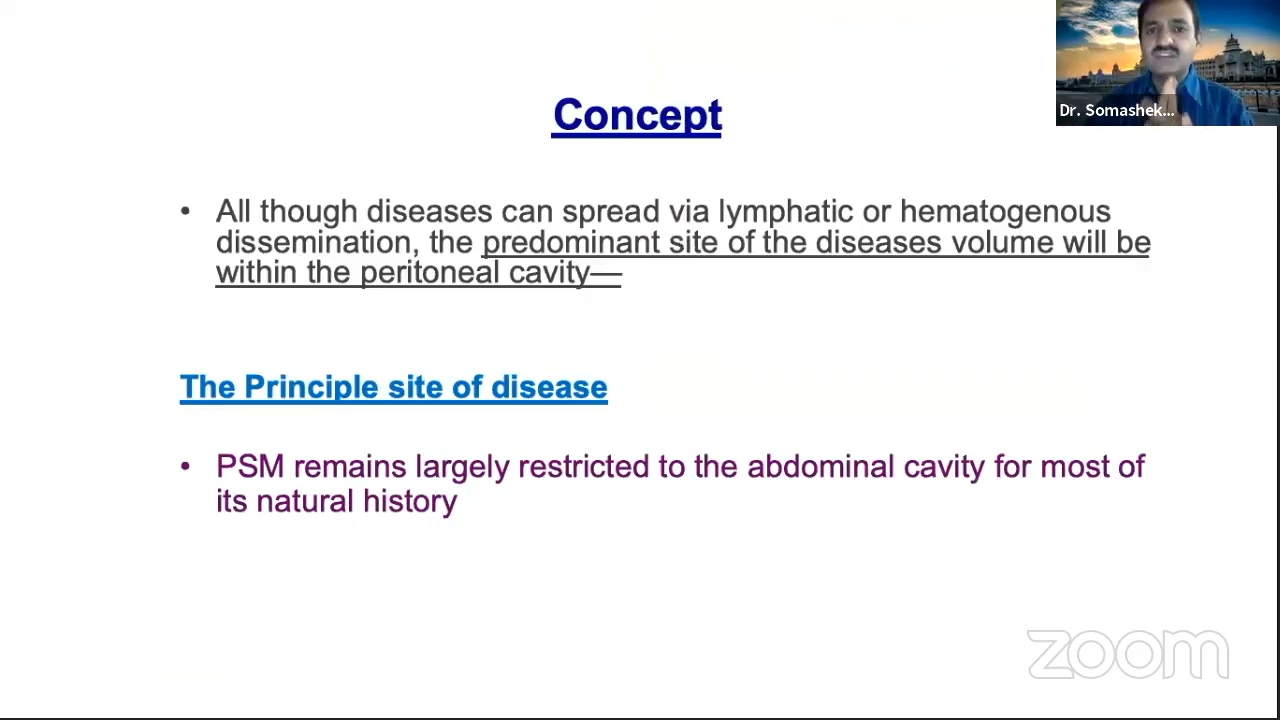 Dr. Somashek...
Concept
• All though diseases can spread via lymphatic or hematogenous
dissemination, the predominant site of the diseases volume will be
within the peritoneal cavity—
The Principle site of disease
• PSM remains largely restricted to the abdominal cavity for most of
its natural history
zoom